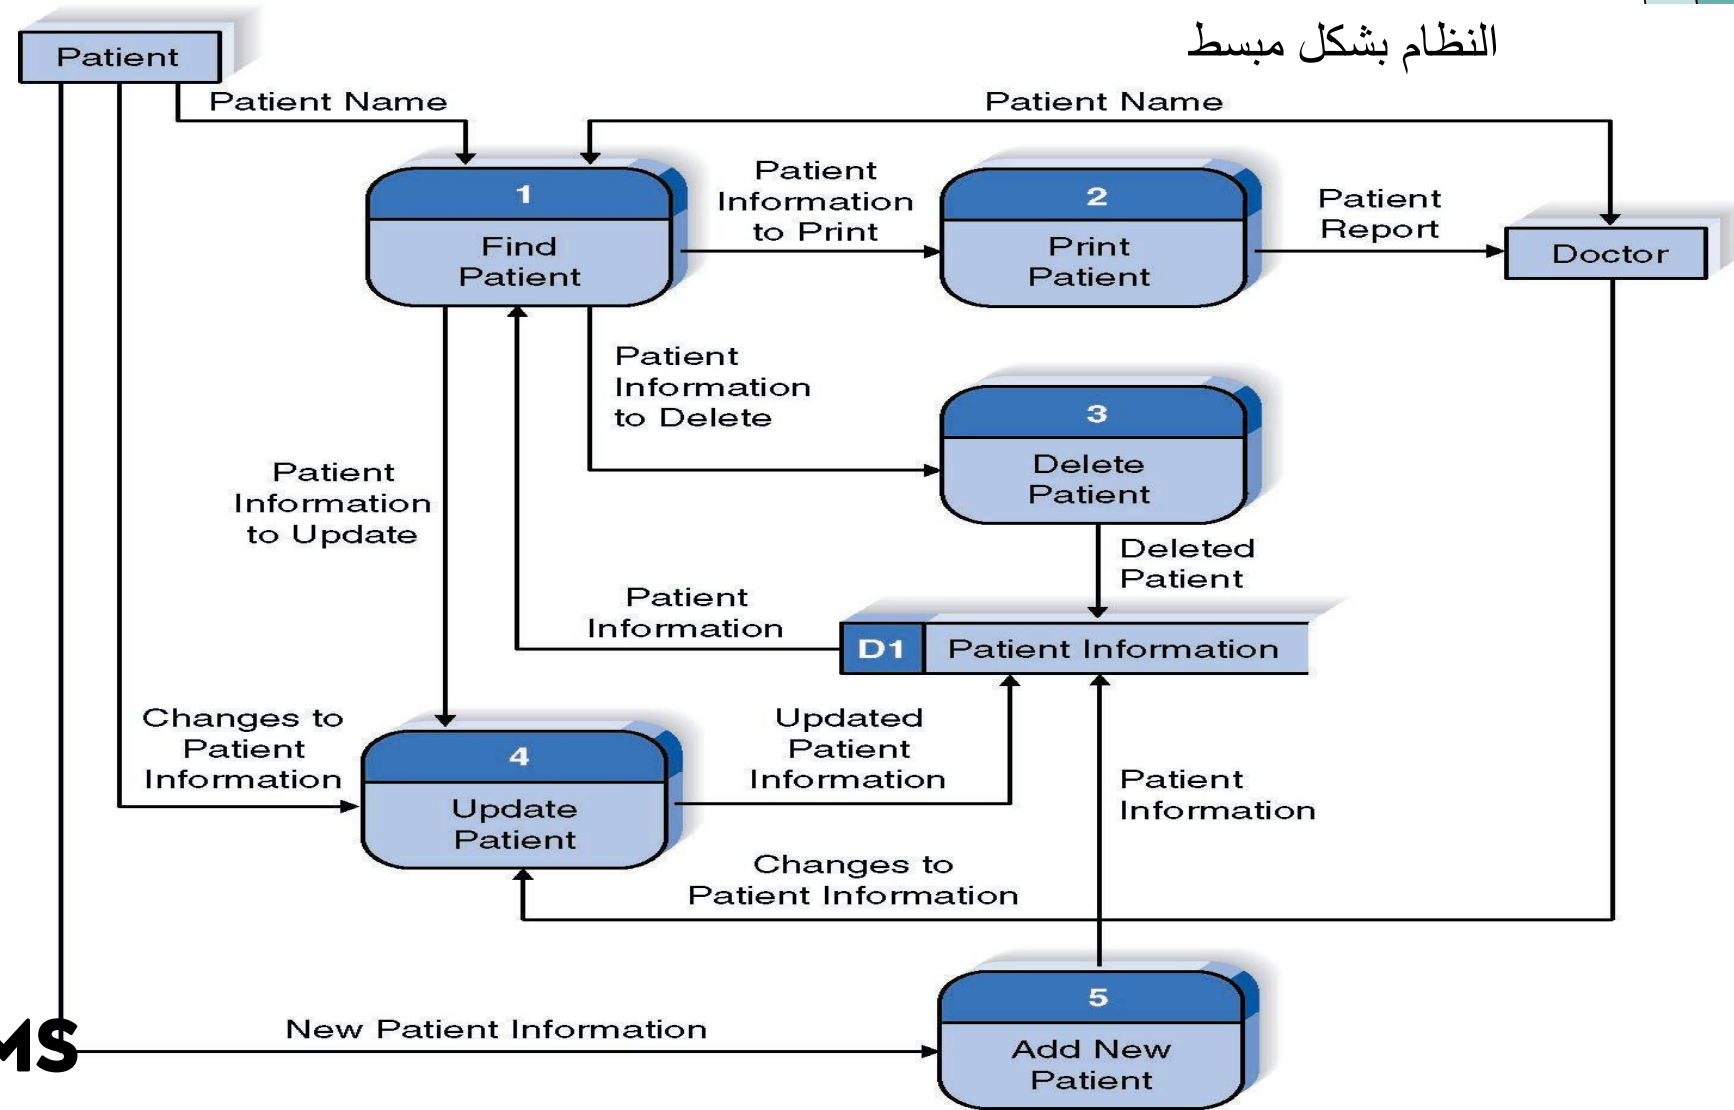 النظام بشكل مبسط
Patient
Patient Name
Patient Name
1
Find
Patient
Patient
Information
to Print
2
Print
Patient
Patient
Report
Doctor
Patient
Information
to Delete
3
Delete
Patient
Patient
Information
to Update
Deleted
Patient
Patient
Information
D1
Patient Information
Changes to
Patient
Information
4
Update
Patient
Updated
Patient
Information
Patient
Information
Changes to
Patient Information
5
Add New
Patient
New Patient Information
MS